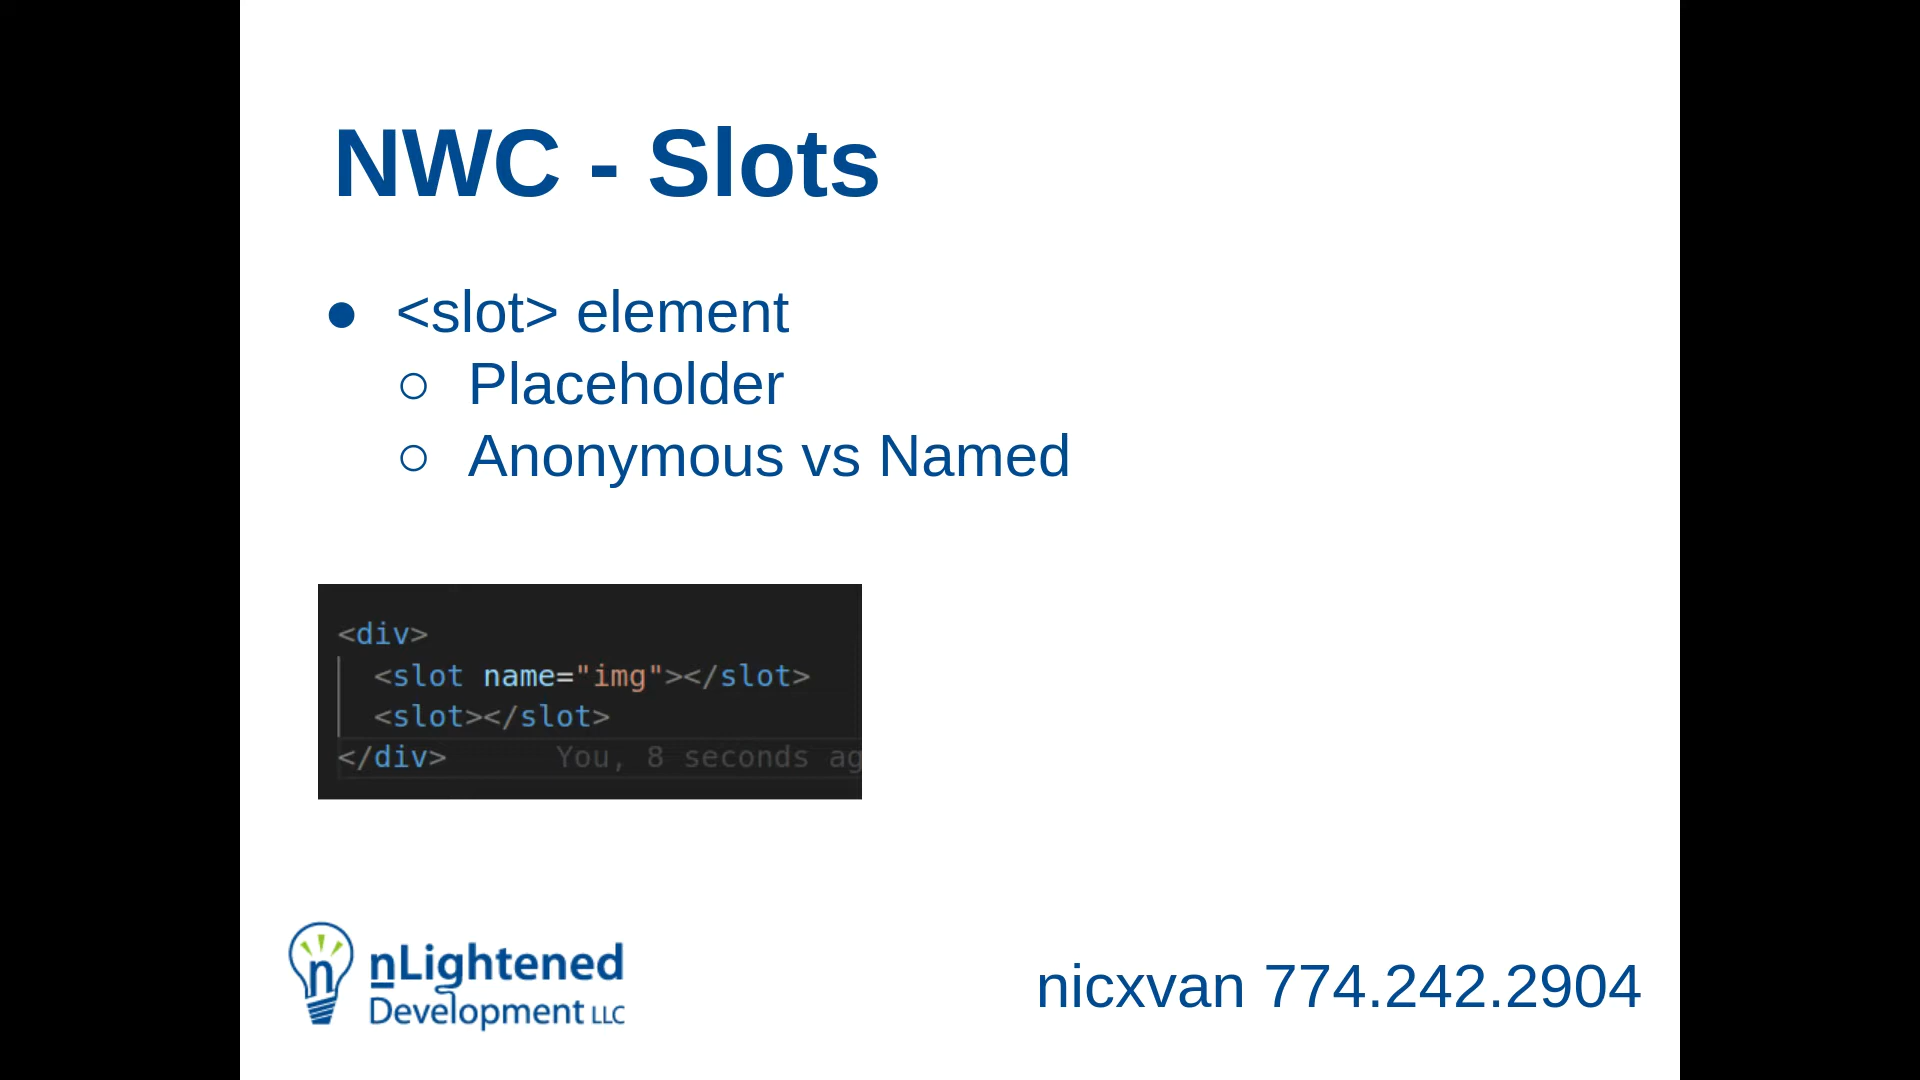 NWC - Slots
● <slot> element
○ Placeholder
○ Anonymous vs Named
<div>
<slot name="img"></slot>
<slot></slot>
</div> You, 8 seconds ag
n
nLightened
Development LLC
nicxvan 774.242.2904